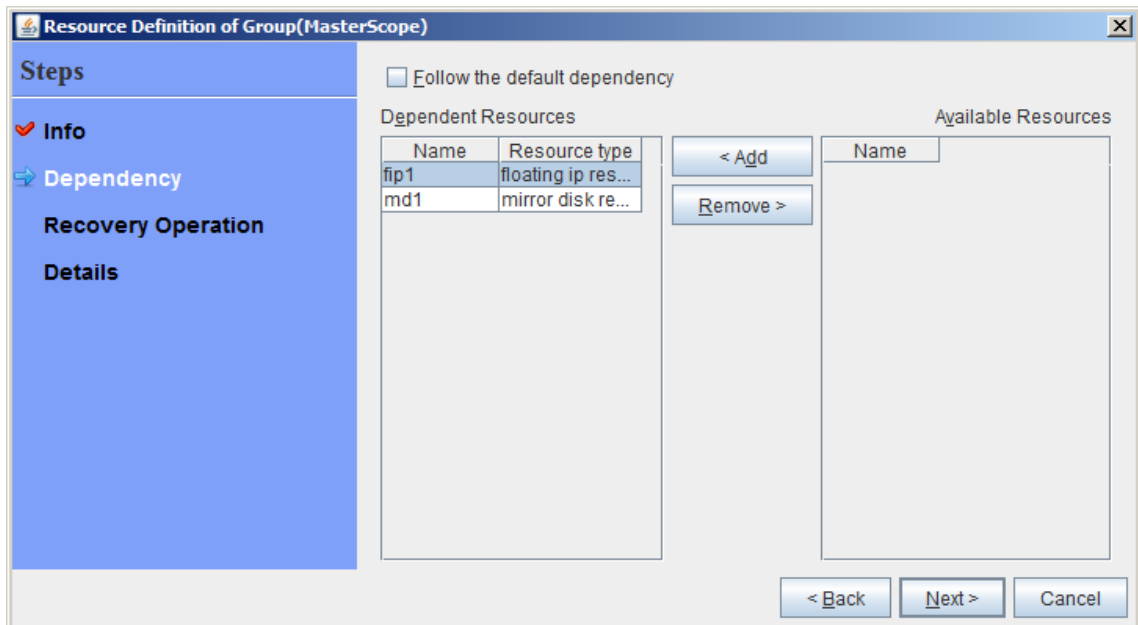 Resource Definition of Group(MasterScope)
Steps
Info
Dependency
Recovery Operation
Details
Follow the default dependency
Dependent Resources
Available Resources
Name Resource type
fip1 floating ip res...
md1 mirror disk re...
< Add
Remove >
Name
< Back Next > Cancel